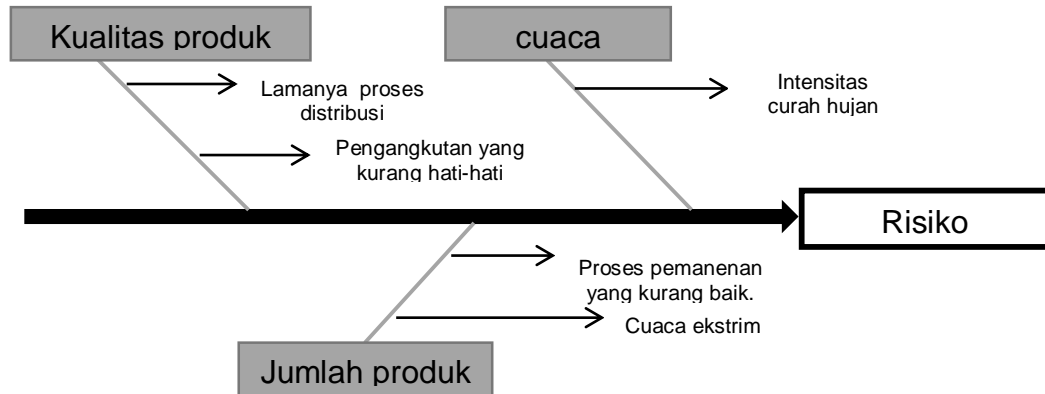 Kualitas produk
cuaca
Lamanya proses
distribusi
Intensitas
curah hujan
Pengangkutan yang
kurang hati-hati
Risiko
Proses pemanenan
yang kurang baik.
Cuaca ekstrim
Jumlah produk